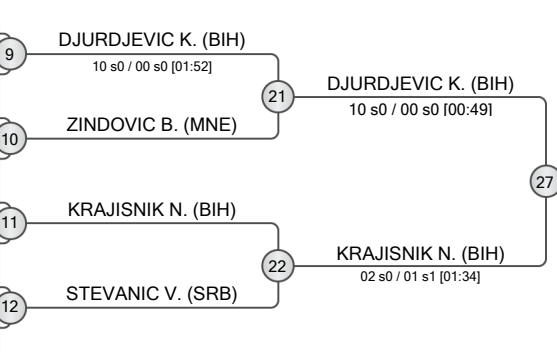 9
DJURDJEVIC K. (BIH)
10 s0 / 00 s0 [01:52]
21
DJURDJEVIC K. (BIH)
10 s0 / 00 s0 [00:49]
10
ZINDOVIC B. (MNE)
27
11
KRAJISNIK N. (BIH)
22
KRAJISNIK N. (BIH)
02 s0 / 01 s1 [01:34]
12
STEVANIC V. (SRB)